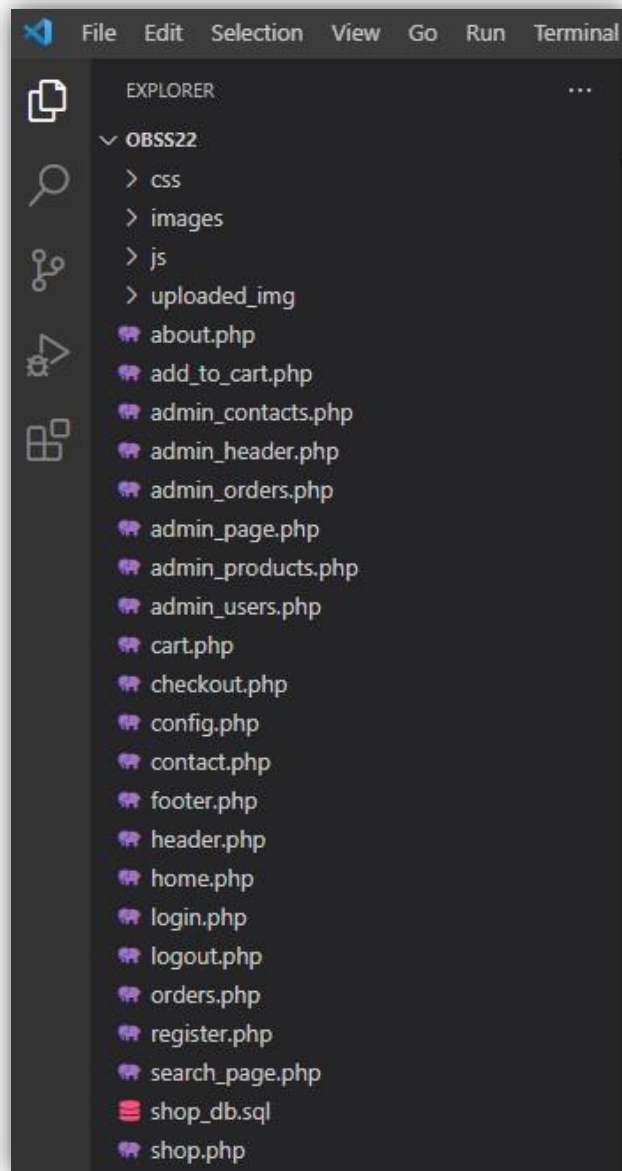 File Edit Selection View Go Run Terminal
EXPLORER ...
OBSS22
css
images
js
uploaded_img
about.php
add_to_cart.php
admin_contacts.php
admin_header.php
admin_orders.php
admin_page.php
admin_products.php
admin_users.php
cart.php
checkout.php
config.php
contact.php
footer.php
header.php
home.php
login.php
logout.php
orders.php
register.php
search_page.php
shop_db.sql
shop.php